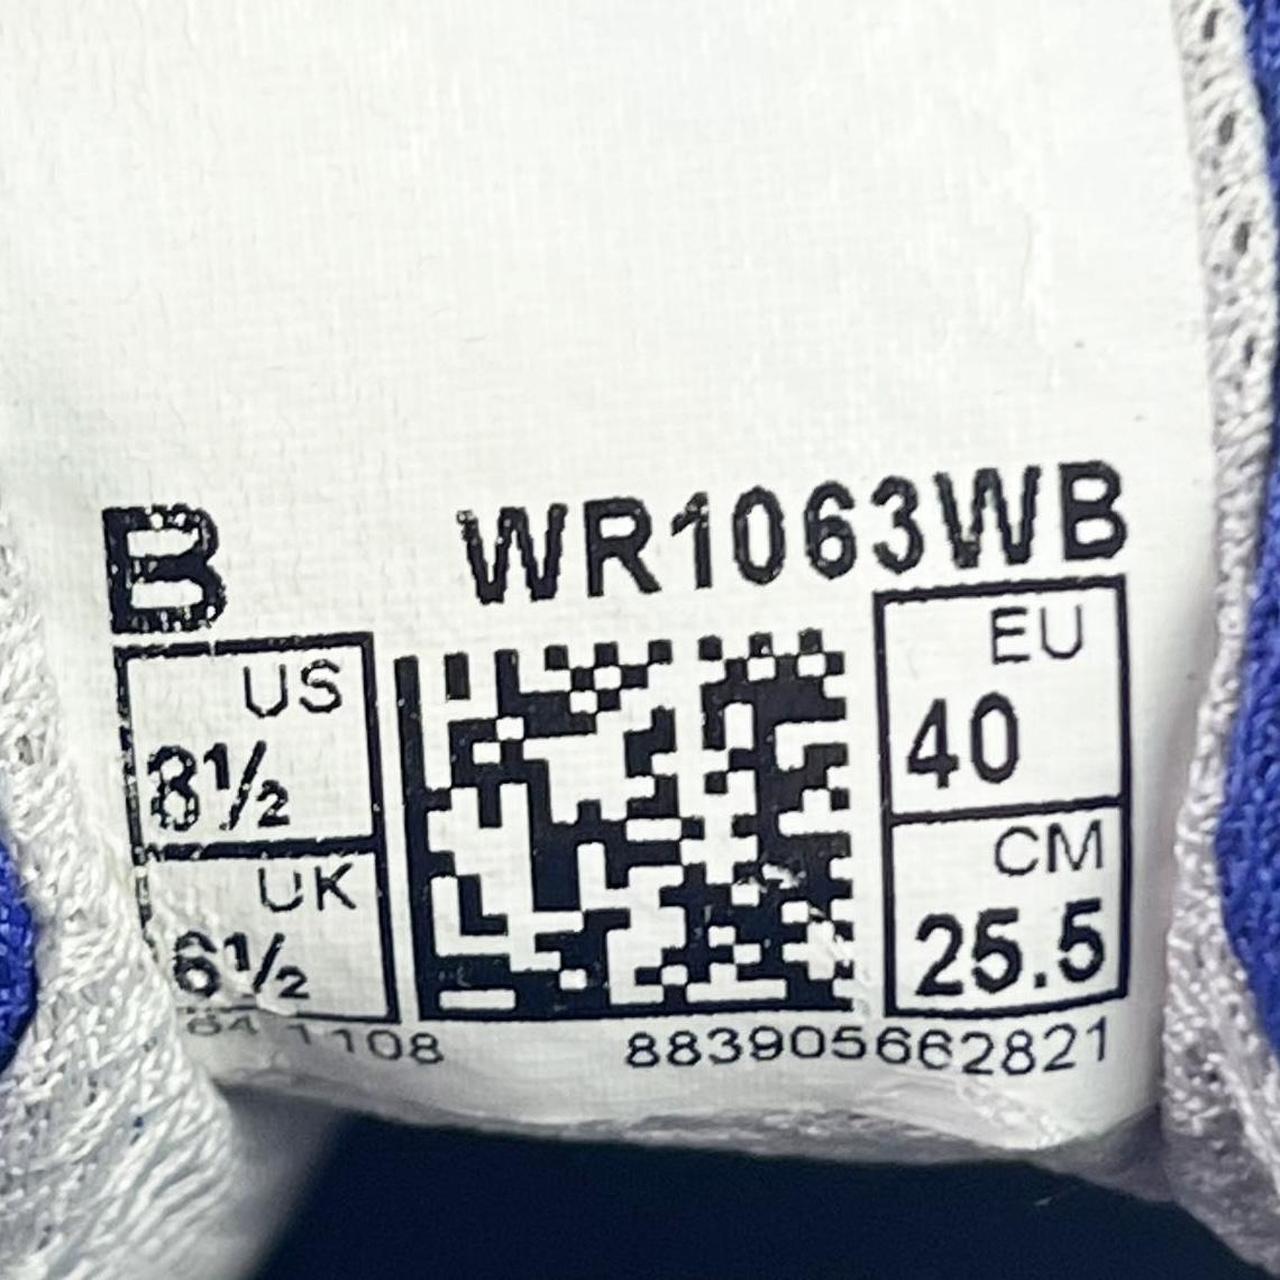 B WR1063WB
US
8½
UK
6½
EU
40
CM
25.5
1108 883905662821